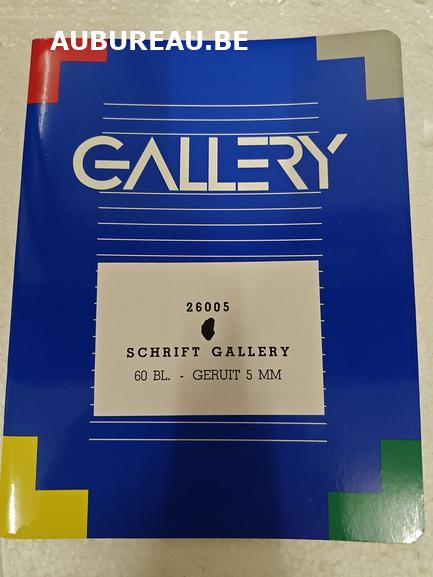 AUBUREAU.BE
GALLERY
26005
SCHRIFT GALLERY
60 BL. - GERUIT 5 MM